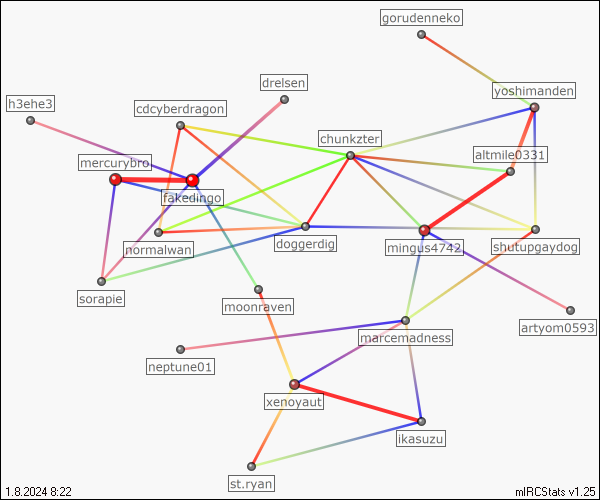 gorudenneko
drelsen
yoshimanden
h3ehe3
cdcyberdragon
chunkzter
altmile0331
mercurybro
fakedingo
normalwan
doggerdig
mingus4742
shutupgaydog
sorapie
moonraven
artyom0593
marcemadness
neptune01
xenoyaut
ikasuzu
st.ryan
1.8.2024 8:22
mIRCStats v1.25